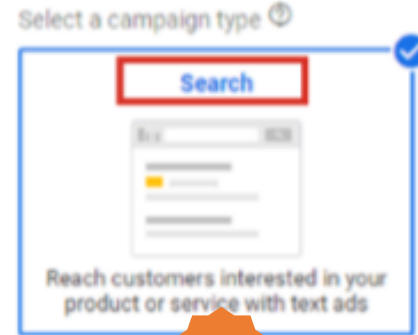 Select a campaign type ?
Search
Reach customers interested in your
product or service with text ads